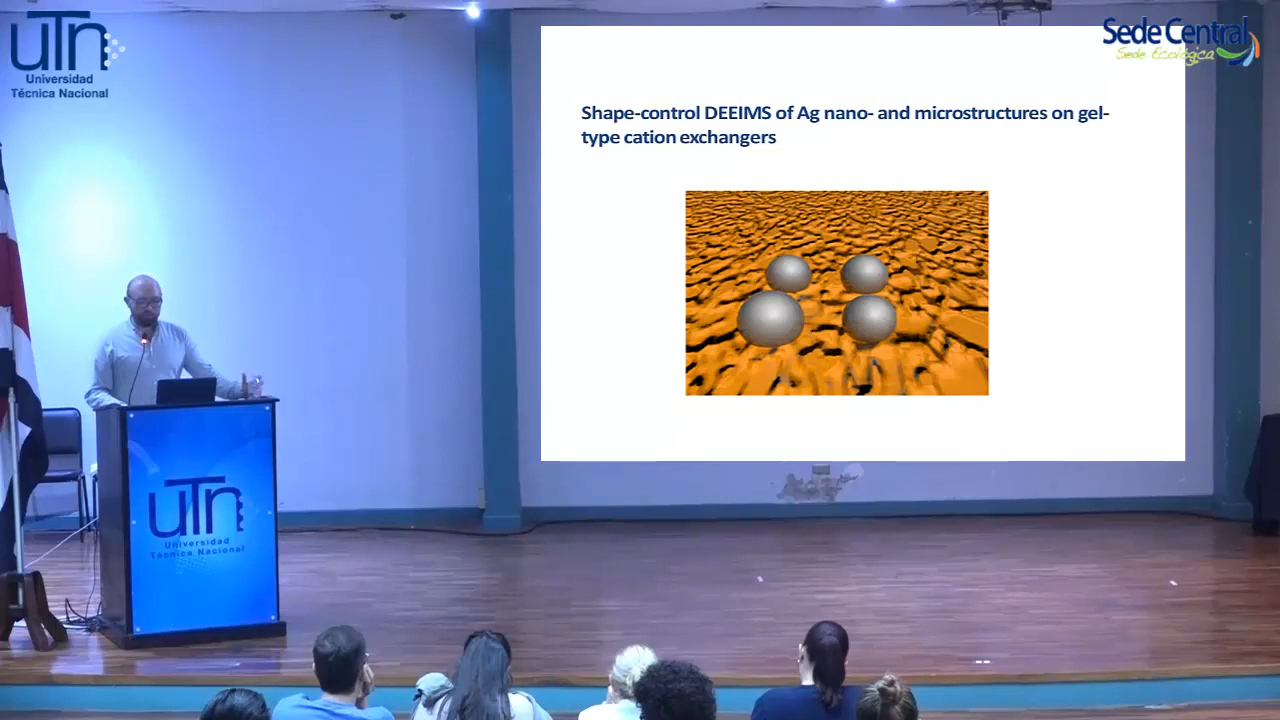 uTn
Universidad
Técnica Nacional
Sede Central
Sede Ecológica
Shape-control DEEIMS of Ag nano- and microstructures on gel-
type cation exchangers
uTn
Universidad
Técnica Nacional